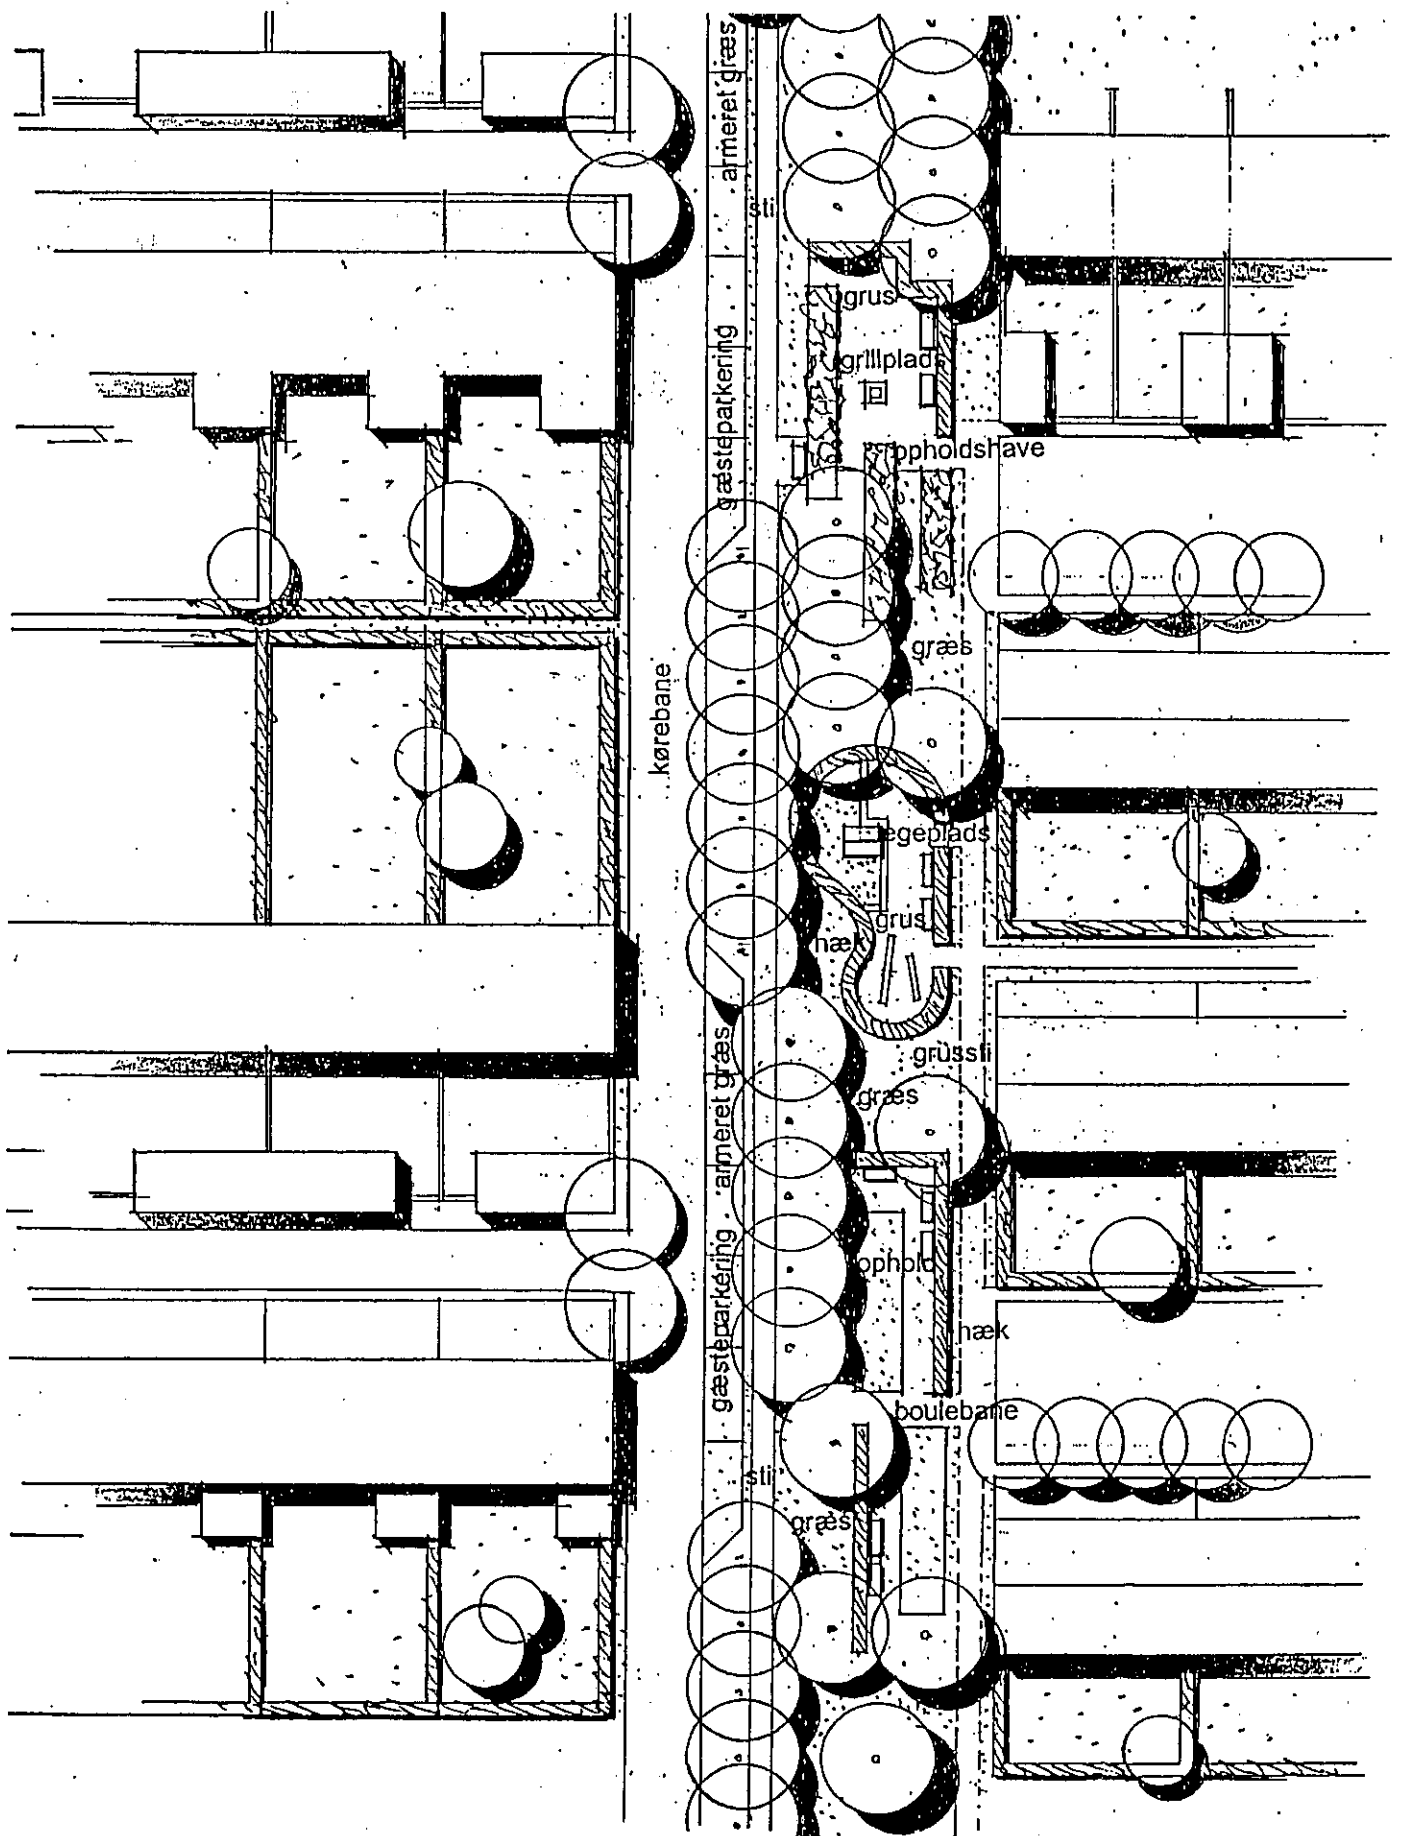 armeret græs
sti
grus
gæsteparkering
grillplads
opholdshave
græs
kørebane
legeplads
grus
hæk
grussti
armeret græs
græs
gæsteparkering
ophold
hæk
boulebane
sti
græs